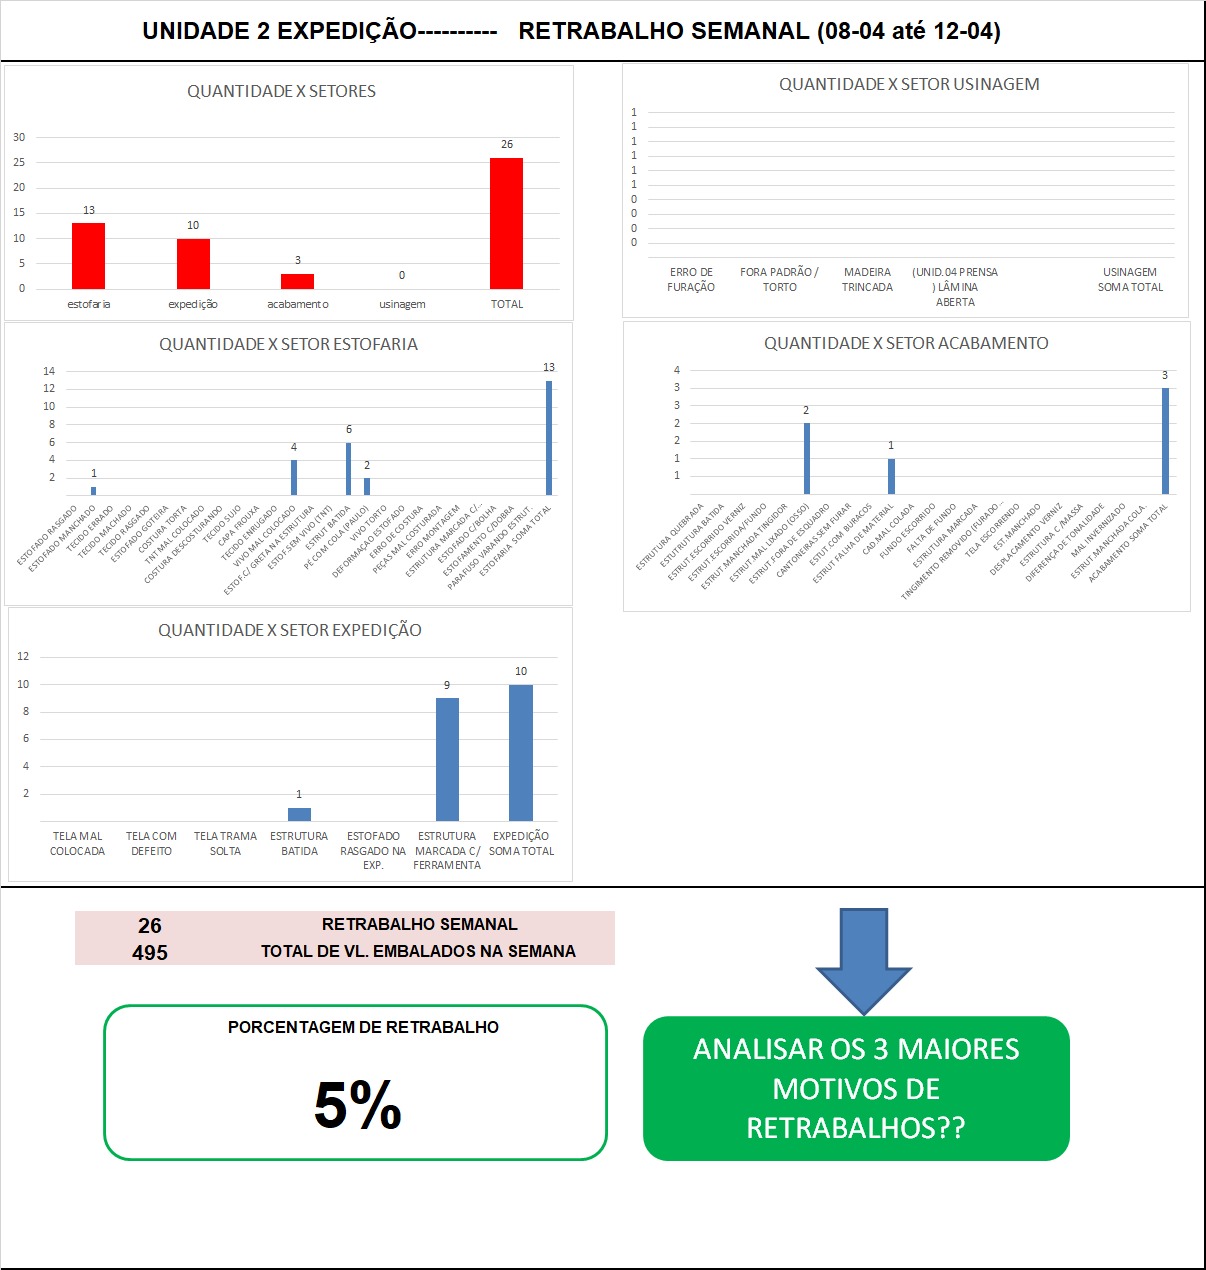 UNIDADE 2 EXPEDIÇÃO---------- RETRABALHO SEMANAL (08-04 até 12-04)
QUANTIDADE X SETORES
30
25
20
15
10
5
0
13
10
3
0
26
estofaria
expedição
acabamento
usinagem
TOTAL
QUANTIDADE X SETOR USINAGEM
1
1
1
1
1
1
0
0
0
0
ERRO DE
FURAÇÃO
FORA PADRÃO /
TORTO
MADEIRA
TRINCADA
(UNID.04 PRENSA
) LÂMINA
ABERTA
USINAGEM
SOMA TOTAL
QUANTIDADE X SETOR ESTOFARIA
14
12
10
8
6
4
2
1
4
6
2
13
ESTOFADO RASGADO
ESTOFADO MANCHADO
TECIDO ERRADO
TECIDO MACHADO
TECIDO RASGADO
ESTOFADO GOTEIRA
COSTURA TORTA
TNT MAL COLOCADO
COSTURA DESCOSTURANDO
TECIDO SUJO
CAPA FROUXA
TECIDO ENRUGADO
VIVO MAL COLOCADO
ESTOF.C/ GRETA NA ESTRUTURA
ESTOF.SEM VIVO (TNT)
ESTRUT BATIDA
PÉ COM COLA (PAULO)
VIVO TORTO
DEFORMAÇÃO ESTOFADO
ERRO DE COSTURA
PEÇAS MAL COSTURADA
ERRO MONTAGEM
ESTRUTURA MARCADA C/...
ESTOFADO C/BOLHA
ESTOFAMENTO C/DOBRA
PARAFUSO VARANDO ESTRUT...
ESTOFARIA SOMA TOTAL
QUANTIDADE X SETOR ACABAMENTO
4
3
3
2
2
1
1
2
1
3
ESTRUTURA QUEBRADA
ESTUTRUTURA BATIDA
ESTRUT.ESCORRIDO VERNIZ
ESTRUT.ESCORRIDA/FUNDO
ESTRUT.MANCHADA TINGIDOR
ESTRUT.MAL LIXADO (OSSO)
ESTRUT.FORA DE ESQUADRO
CANTONEIRAS SEM FURAR
ESTUT.COM BURACOS
ESTRUT FALHA DE MATERIAL
CAD.MAL COLADA
FUNDO ESCORRIDO
FALTA DE FUNDO
ESTRUTURA MARCADA
TINGIMENTO REMOVIDO (FURADO...
TELA ESCORRENDO
EST.MANCHADO
DESPLACAMENTO VERNIZ
ESTRUTURA C /MASSA
DIFERENÇA DE TONALIDADE
MAL INVERNIZADO
ESTRUT.MANCHADA COLA.
ACABAMENTO SOMA TOTAL
QUANTIDADE X SETOR EXPEDIÇÃO
12
10
8
6
4
2
1
9
10
TELA MAL
COLOCADA
TELA COM
DEFEITO
TELA TRAMA
SOLTA
ESTRUTURA
BATIDA
ESTOFADO
RASGADO NA
EXP.
ESTRUTURA
MARCADA C/
FERRAMENTA
EXPEDIÇÃO
SOMA TOTAL
26 RETRABALHO SEMANAL
495 TOTAL DE VL. EMBALADOS NA SEMANA
PORCENTAGEM DE RETRABALHO
5%
ANALISAR OS 3 MAIORES
MOTIVOS DE
RETRABALHOS??